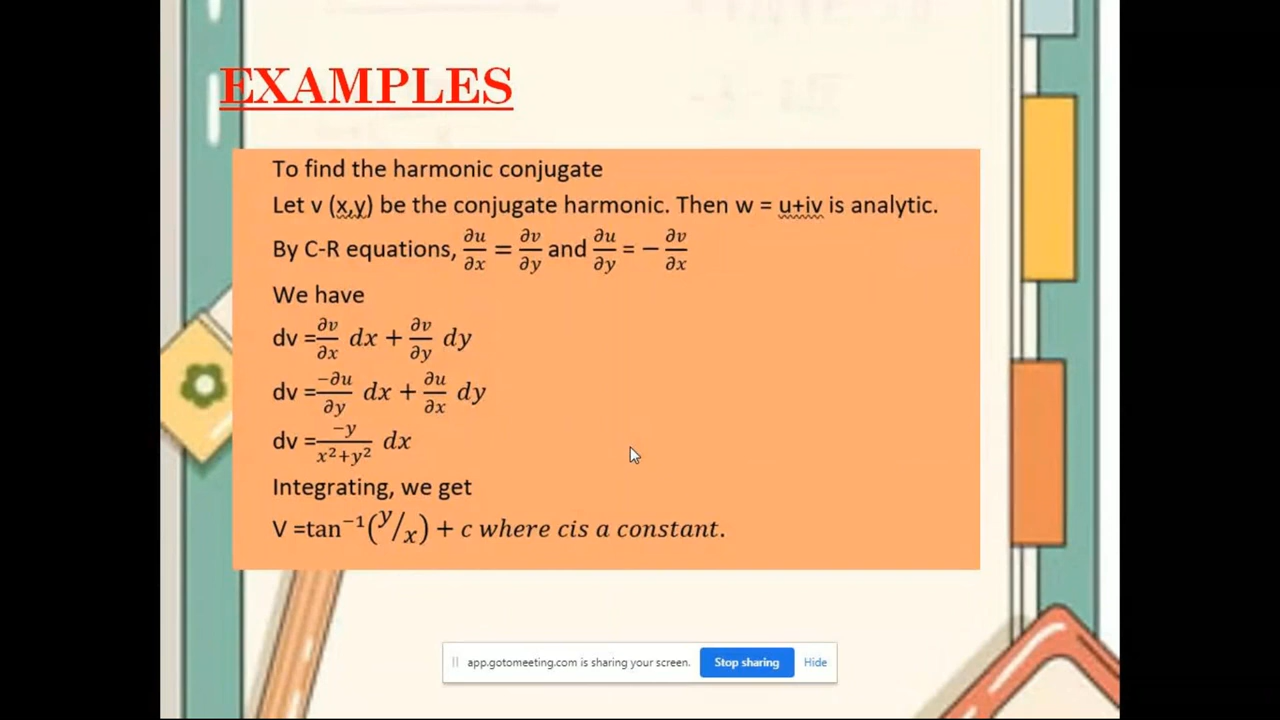 EXAMPLES
To find the harmonic conjugate
Let v (x,y) be the conjugate harmonic. Then w = u+iv is analytic.
By C-R equations, ∂u/∂x = ∂v/∂y and ∂u/∂y = − ∂v/∂x
We have
dv = ∂v/∂x dx + ∂v/∂y dy
dv = −∂u/∂y dx + ∂u/∂x dy
dv = −y/x²+y² dx
Integrating, we get
V =tan⁻¹(y/x) + c where cis a constant.
app.gotomeeting.com is sharing your screen. Stop sharing Hide